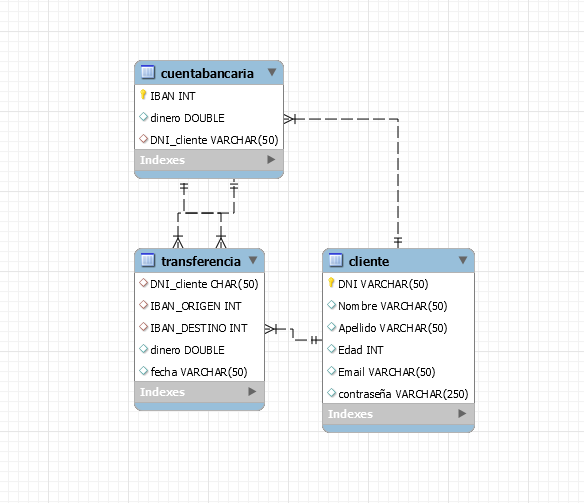 cuentabancaria
IBAN INT
dinero DOUBLE
DNI_cliente VARCHAR(50)
Indexes
transferencia
DNI_cliente CHAR(50)
IBAN_ORIGEN INT
IBAN_DESTINO INT
dinero DOUBLE
fecha VARCHAR(50)
Indexes
cliente
DNI VARCHAR(50)
Nombre VARCHAR(50)
Apellido VARCHAR(50)
Edad INT
Email VARCHAR(50)
contraseña VARCHAR(250)
Indexes